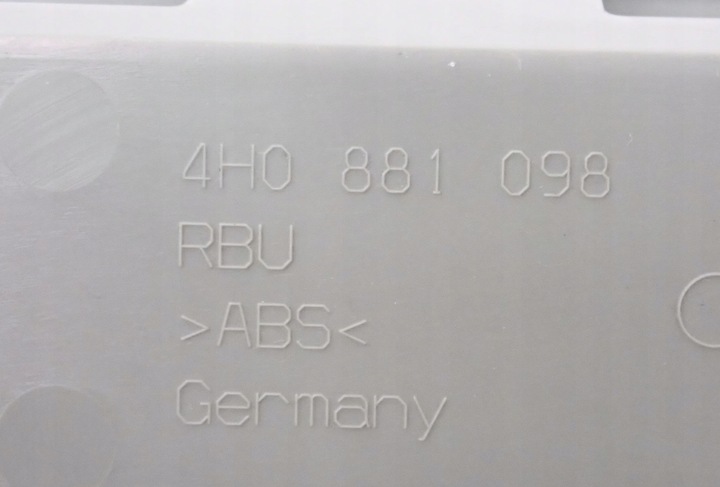 4H0 881 098
RBU
>ABS<
Germany